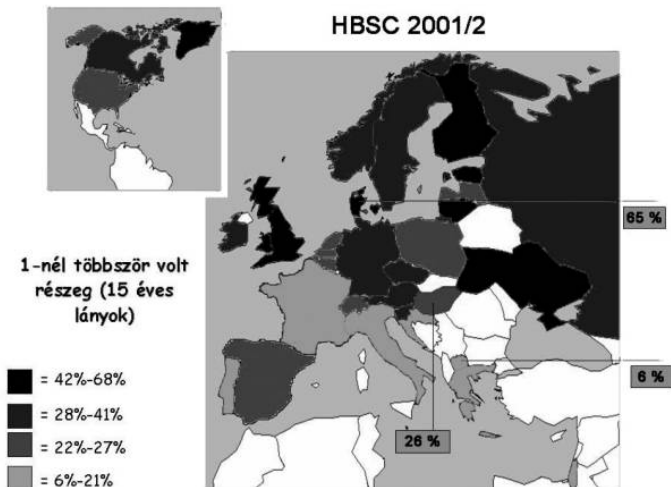 HBSC 2001/2
65 %
1-nél többször volt
részeg (15 éves
lányok)
= 42%-68%
= 28%-41%
= 22%-27%
= 6%-21%
6 %
26 %